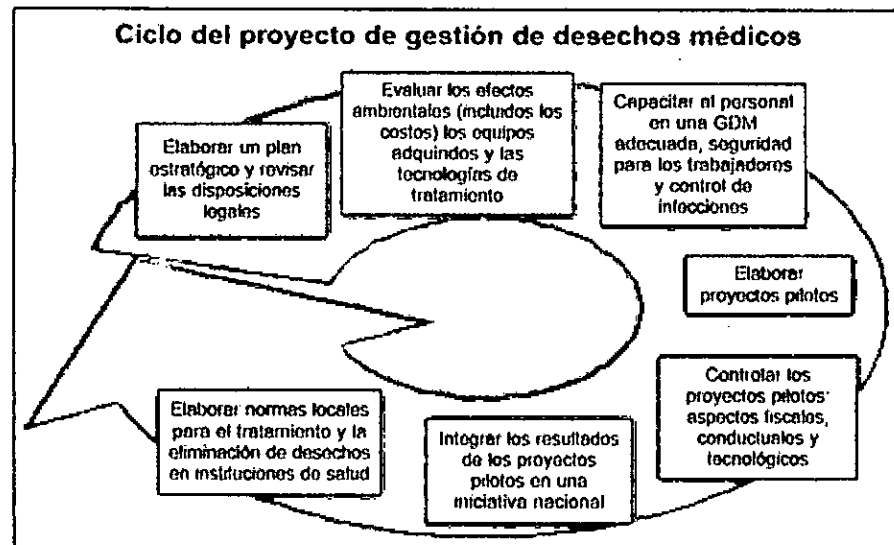 Ciclo del proyecto de gestión de desechos médicos
Elaborar un plan
estratégico y revisar
las disposiciones
legales
Evaluar los efectos
ambientales (incluidos los
costos) los equipos
adquiridos y las
tecnologías de
tratamiento
Capacitar al personal
en una GDM
adecuada, seguridad
para los trabajadores
y control de
infecciones
Elaborar
proyectos pilotos
Controlar los
proyectos pilotos:
aspectos fiscales,
conductuales y
tecnológicos
Integrar los resultados
de los proyectos
pilotos en una
iniciativa nacional
Elaborar normas locales
para el tratamiento y la
eliminación de desechos
en instituciones de salud